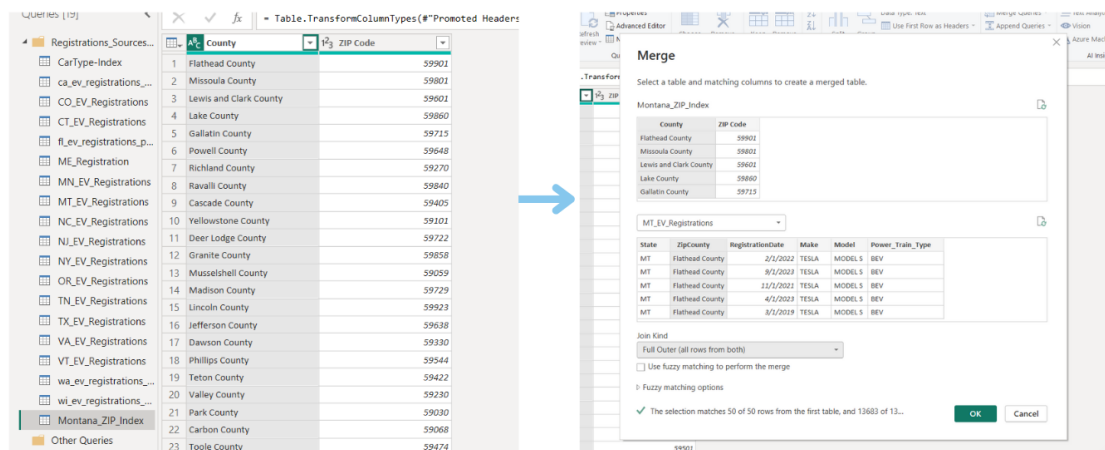 Queries [19]
fx = Table.TransformColumnTypes(#"Promoted Headers
Registrations_Sources...
CarType-Index
ca_ev_registrations_...
CO_EV_Registrations
CT_EV_Registrations
fl_ev_registrations_p...
ME_Registration
MN_EV_Registrations
MT_EV_Registrations
NC_EV_Registrations
NJ_EV_Registrations
NY_EV_Registrations
OR_EV_Registrations
TN_EV_Registrations
TX_EV_Registrations
VA_EV_Registrations
VT_EV_Registrations
wa_ev_registrations_...
wi_ev_registrations_...
Montana_ZIP_Index
Other Queries
ABC County 123 ZIP Code
1 Flathead County 59901
2 Missoula County 59801
3 Lewis and Clark County 59601
4 Lake County 59860
5 Gallatin County 59715
6 Powell County 59648
7 Richland County 59270
8 Ravalli County 59840
9 Cascade County 59405
10 Yellowstone County 59101
11 Deer Lodge County 59722
12 Granite County 59858
13 Musselshell County 59059
14 Madison County 59729
15 Lincoln County 59923
16 Jefferson County 59638
17 Dawson County 59330
18 Phillips County 59544
19 Teton County 59422
20 Valley County 59230
21 Park County 59030
22 Carbon County 59068
23 Toole County 59474
Properties
Advanced Editor
Data Type: Text
Use First Row as Headers
Merge Queries
Append Queries
Text Analy
Vision
Azure Mac
AI Insi
.Transform
123 ZIP
Merge
Select a table and matching columns to create a merged table.
Montana_ZIP_Index
County ZIP Code
Flathead County 59901
Missoula County 59801
Lewis and Clark County 59601
Lake County 59860
Gallatin County 59715
MT_EV_Registrations
State ZipCounty RegistrationDate Make Model Power_Train_Type
MT Flathead County 2/1/2022 TESLA MODEL S BEV
MT Flathead County 9/1/2023 TESLA MODEL S BEV
MT Flathead County 11/1/2021 TESLA MODEL S BEV
MT Flathead County 4/1/2023 TESLA MODEL S BEV
MT Flathead County 3/1/2019 TESLA MODEL S BEV
Join Kind
Full Outer (all rows from both)
Use fuzzy matching to perform the merge
Fuzzy matching options
The selection matches 50 of 50 rows from the first table, and 13683 of 13...
OK Cancel
59501